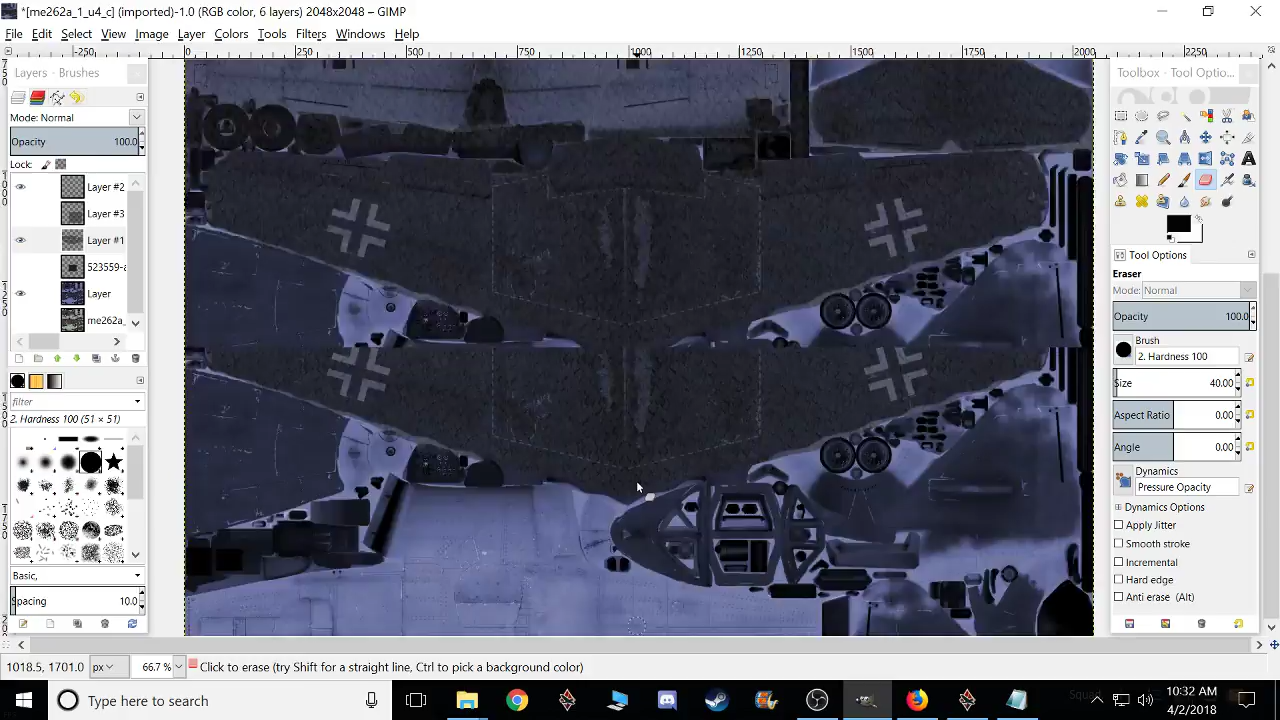 *[me262a_1_u4_c] (imported)-1.0 (RGB color, 6 layers) 2048x2048 – GIMP
File Edit Select View Image Layer Colors Tools Filters Windows Help
-250 0 250 500 750 1000 1250 1500 1750 2000 2250
Layers - Brushes
Mode: Normal
Opacity 100.0
Lock:
Layer #2
Layer #3
Layer #1
523559-
Layer
me262a_
filter
2. Hardness 100 (51 × 51)
Basic,
Spacing 10.0
Toolbox - Tool Optio...
Tool Options
Eraser
Mode: Normal
Opacity 100.0
Brush
2. Hardness 100
Size 40.00
Aspect Ratio 0.00
Angle 0.00
Dynamics
Pressure Opacity
Dynamics Options
Apply Jitter
Smooth stroke
Incremental
Hard edge
Anti erase (Alt)
1018.5, 1701.0 px 66.7 % Click to erase (try Shift for a straight line, Ctrl to pick a background color)
Type here to search
Squad
10:32 AM
4/2/2018